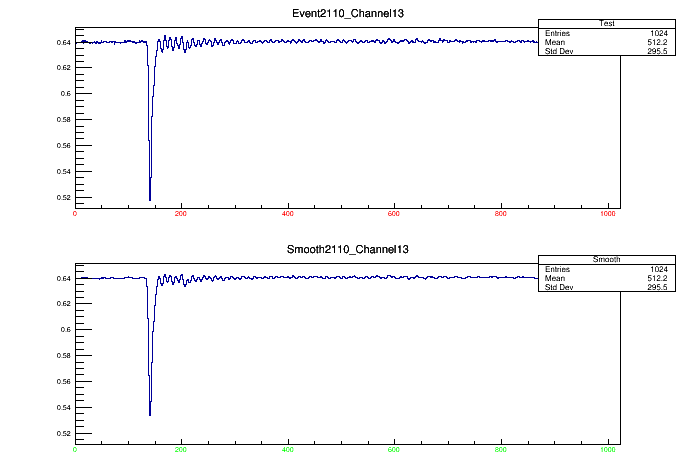 Event2110_Channel13
Test
Entries 1024
Mean 512.2
Std Dev 295.5
0.64
0.62
0.6
0.58
0.56
0.54
0.52
0 200 400 600 800 1000
Smooth2110_Channel13
Smooth
Entries 1024
Mean 512.2
Std Dev 295.5
0.64
0.62
0.6
0.58
0.56
0.54
0.52
0 200 400 600 800 1000